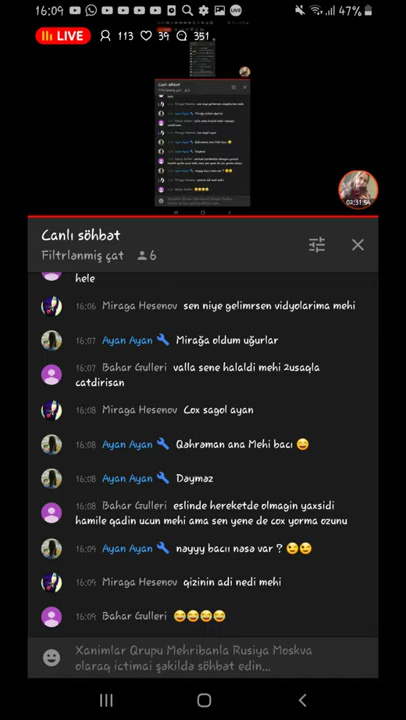 16:09
LIVE
47%
LIVE 113 39 351
02:31:54
Canlı söhbət
Filtrlənmiş çat 6
hele
16:06 Miraga Hesenov sen niye gelimrsen vidyolarima mehi
16:07 Ayan Ayan Mirağa oldum uğurlar
16:07 Bahar Gulleri valla sene halaldi mehi 2usaqla
catdirisan
16:08 Miraga Hesenov Cox sagol ayan
16:08 Ayan Ayan Qəhrəman ana Mehi bacı 😄
16:08 Ayan Ayan Dəyməz
16:08 Bahar Gulleri eslinde hereketde olmagin yaxsidi
hamile qadin ucun mehi ama sen yene de cox yorma ozunu
16:09 Ayan Ayan nəyyy bacıı nəsə var ? 😉😉
16:09 Miraga Hesenov qizinin adi nedi mehi
16:09 Bahar Gulleri 😂😂😂😂
Xanimlar Qrupu Mehribanla Rusiya Moskva
olaraq ictimai şəkildə söhbət edin...